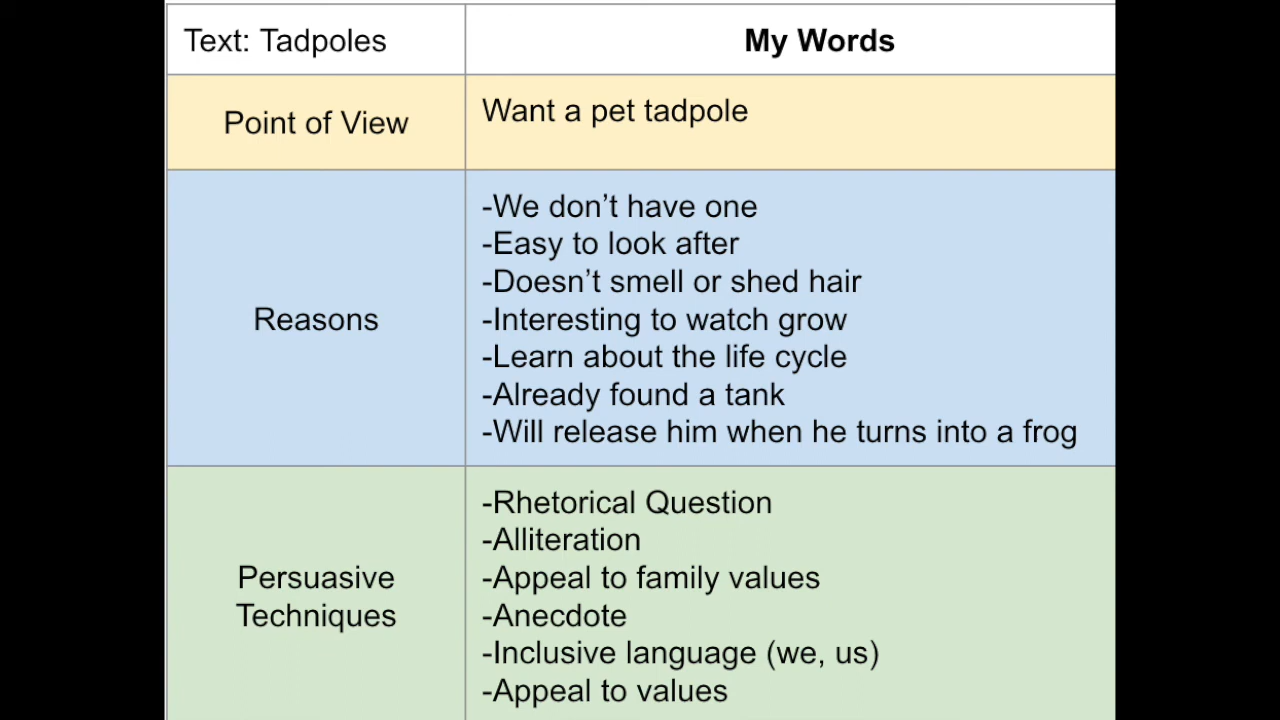 Text: Tadpoles
My Words
Point of View
Want a pet tadpole
Reasons
-We don’t have one
-Easy to look after
-Doesn’t smell or shed hair
-Interesting to watch grow
-Learn about the life cycle
-Already found a tank
-Will release him when he turns into a frog
Persuasive
Techniques
-Rhetorical Question
-Alliteration
-Appeal to family values
-Anecdote
-Inclusive language (we, us)
-Appeal to values